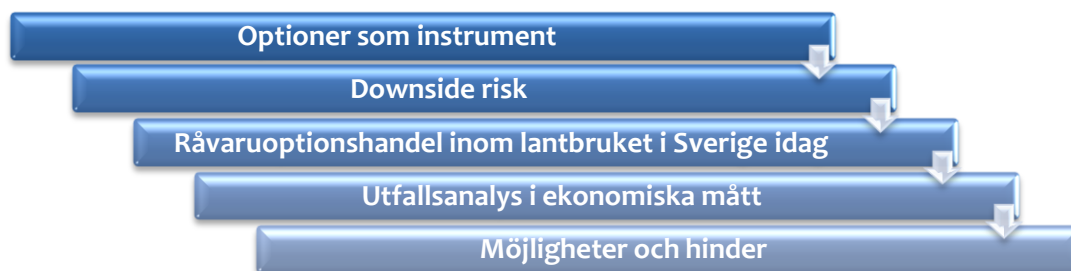 Optioner som instrument
Downside risk
Råvaruoptionshandel inom lantbruket i Sverige idag
Utfallsanalys i ekonomiska mått
Möjligheter och hinder